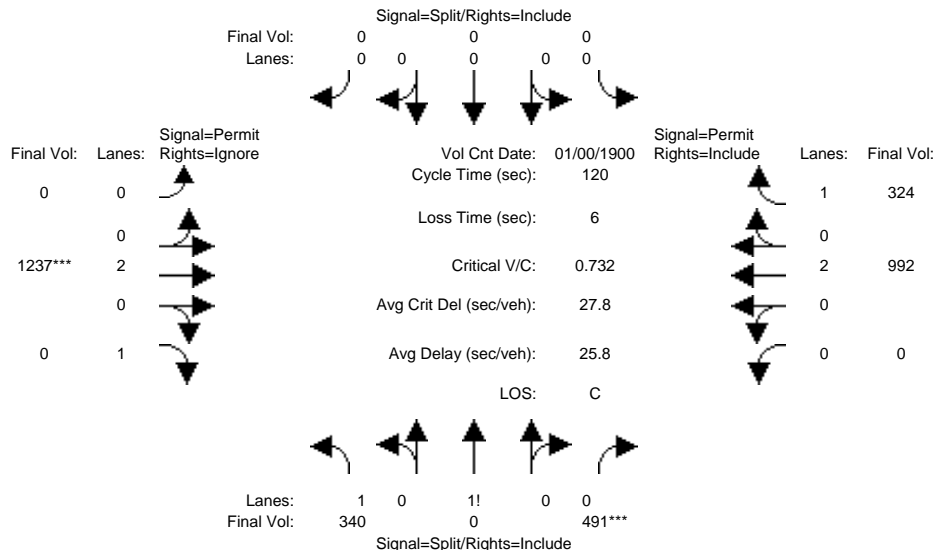 Signal=Split/Rights=Include
Final Vol: 0 0 0
Lanes: 0 0 0 0 0
Signal=Permit Signal=Permit
Final Vol: Lanes: Rights=Ignore Vol Cnt Date: 01/00/1900 Rights=Include Lanes: Final Vol:
Cycle Time (sec): 120
0 0 1 324
Loss Time (sec): 6
0 0
1237*** 2 Critical V/C: 0.732 2 992
0 Avg Crit Del (sec/veh): 27.8 0
0 1 Avg Delay (sec/veh): 25.8 0 0
LOS: C
Lanes: 1 0 1! 0 0
Final Vol: 340 0 491***
Signal=Split/Rights=Include